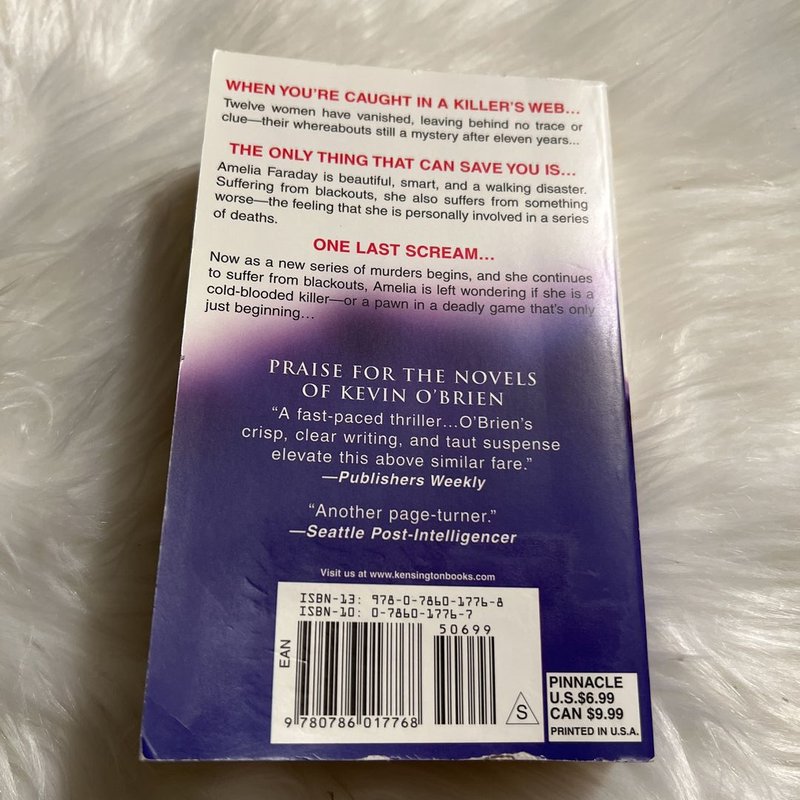 WHEN YOU'RE CAUGHT IN A KILLER'S WEB...
Twelve women have vanished, leaving behind no trace or
clue—their whereabouts still a mystery after eleven years...
THE ONLY THING THAT CAN SAVE YOU IS...
Amelia Faraday is beautiful, smart, and a walking disaster.
Suffering from blackouts, she also suffers from something
worse—the feeling that she is personally involved in a series
of deaths.
ONE LAST SCREAM...
Now as a new series of murders begins, and she continues
to suffer from blackouts, Amelia is left wondering if she is a
cold-blooded killer—or a pawn in a deadly game that's only
just beginning...
PRAISE FOR THE NOVELS
OF KEVIN O'BRIEN
"A fast-paced thriller...O'Brien's
crisp, clear writing, and taut suspense
elevate this above similar fare."
—Publishers Weekly
"Another page-turner."
—Seattle Post-Intelligencer
Visit us at www.kensingtonbooks.com
ISBN-13: 978-0-7860-1776-8
ISBN-10: 0-7860-1776-7
50699
EAN
9 780786 017768
S
PINNACLE
U.S.$6.99
CAN $9.99
PRINTED IN U.S.A.